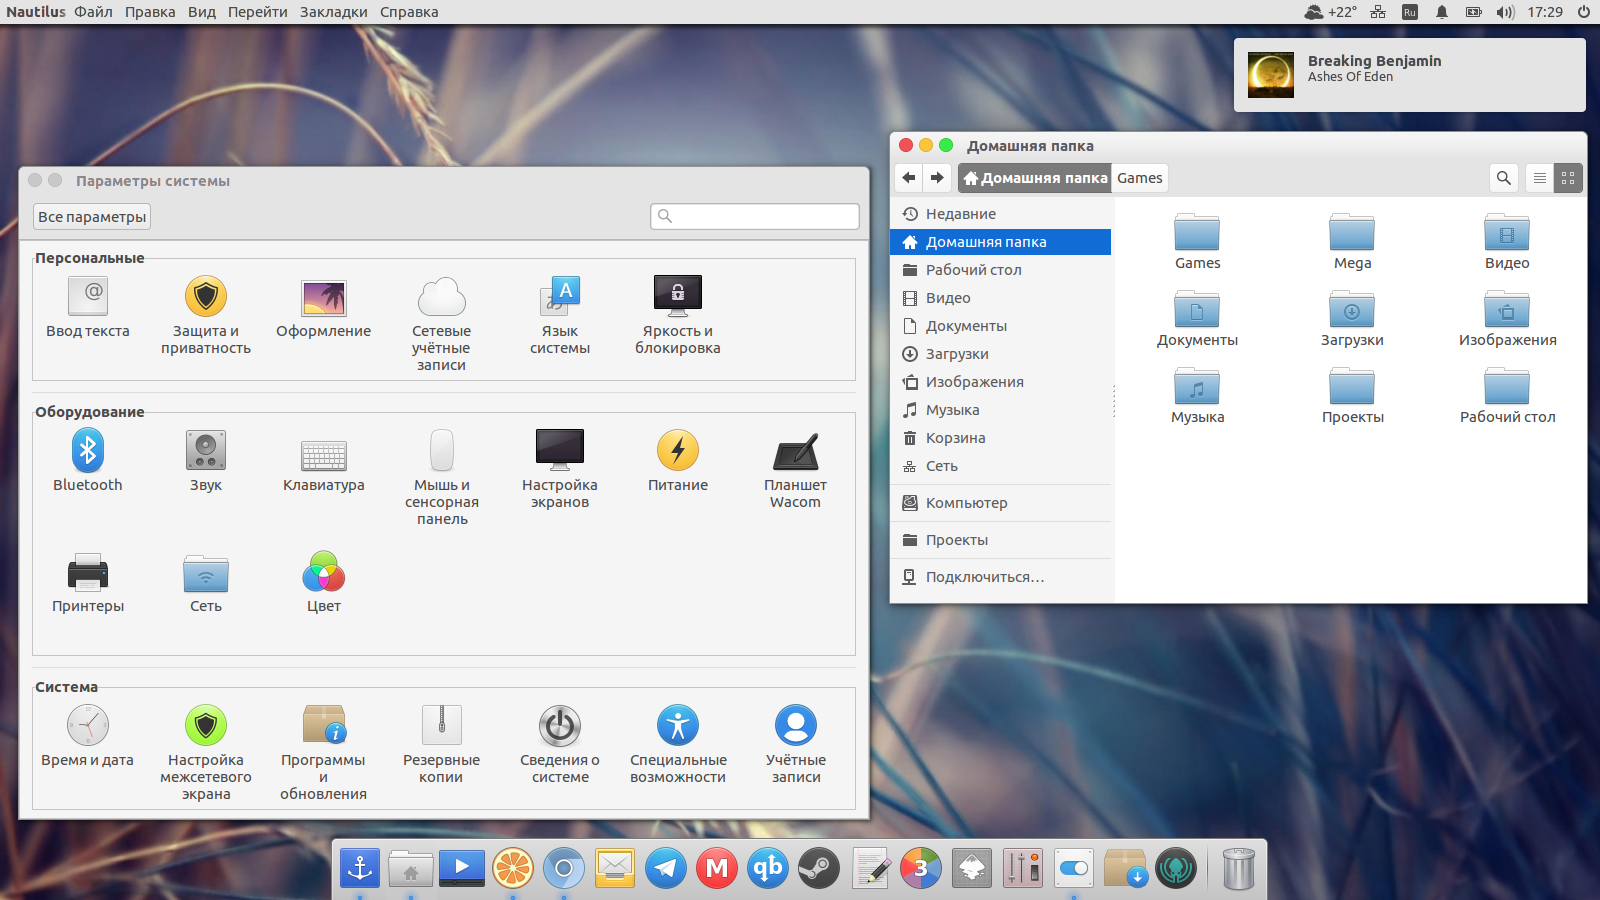 Nautilus Файл Правка Вид Перейти Закладки Справка
+22° Ru 17:29
Breaking Benjamin
Ashes Of Eden
Параметры системы
Все параметры
Персональные
Ввод текста
Защита и
приватность
Оформление
Сетевые
учётные
записи
Язык
системы
Яркость и
блокировка
Оборудование
Bluetooth
Звук
Клавиатура
Мышь и
сенсорная
панель
Настройка
экранов
Питание
Планшет
Wacom
Принтеры
Сеть
Цвет
Система
Время и дата
Настройка
межсетевого
экрана
Программы
и
обновления
Резервные
копии
Сведения о
системе
Специальные
возможности
Учётные
записи
Домашняя папка
Домашняя папка Games
Недавние
Домашняя папка
Рабочий стол
Видео
Документы
Загрузки
Изображения
Музыка
Корзина
Сеть
Компьютер
Проекты
Подключиться…
Games
Mega
Видео
Документы
Загрузки
Изображения
Музыка
Проекты
Рабочий стол
M
qb
3